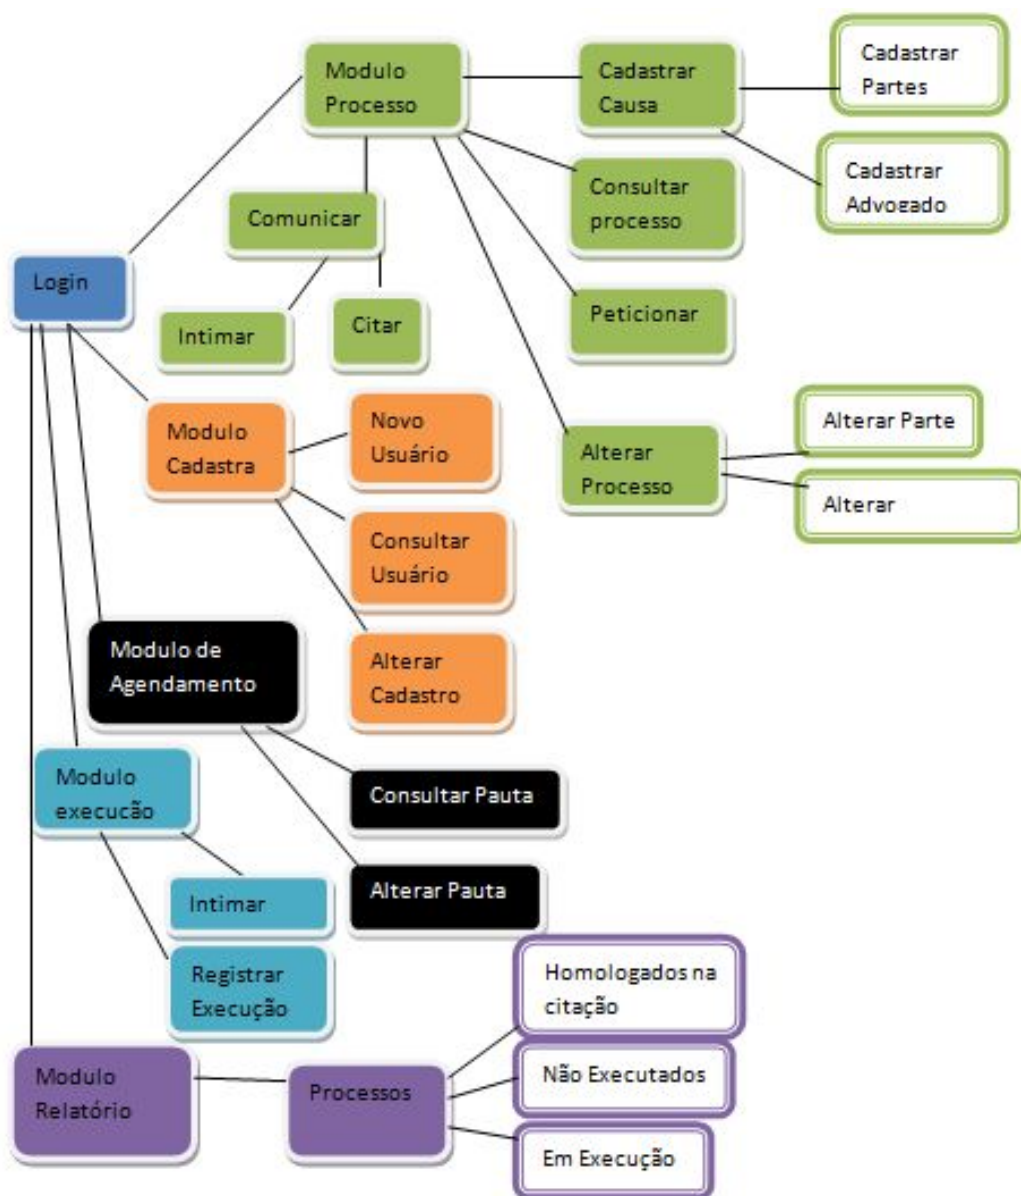 Modulo
Processo
Cadastrar
Causa
Cadastrar
Partes
Cadastrar
Advogado
Consultar
processo
Comunicar
Login
Intimar
Citar
Peticionar
Modulo
Cadastra
Novo
Usuário
Alterar
Processo
Alterar Parte
Alterar
Consultar
Usuário
Modulo de
Agendamento
Alterar
Cadastro
Modulo
execucão
Consultar Pauta
Intimar
Alterar Pauta
Registrar
Execução
Homologados na
citação
Modulo
Relatório
Processos
Não Executados
Em Execução